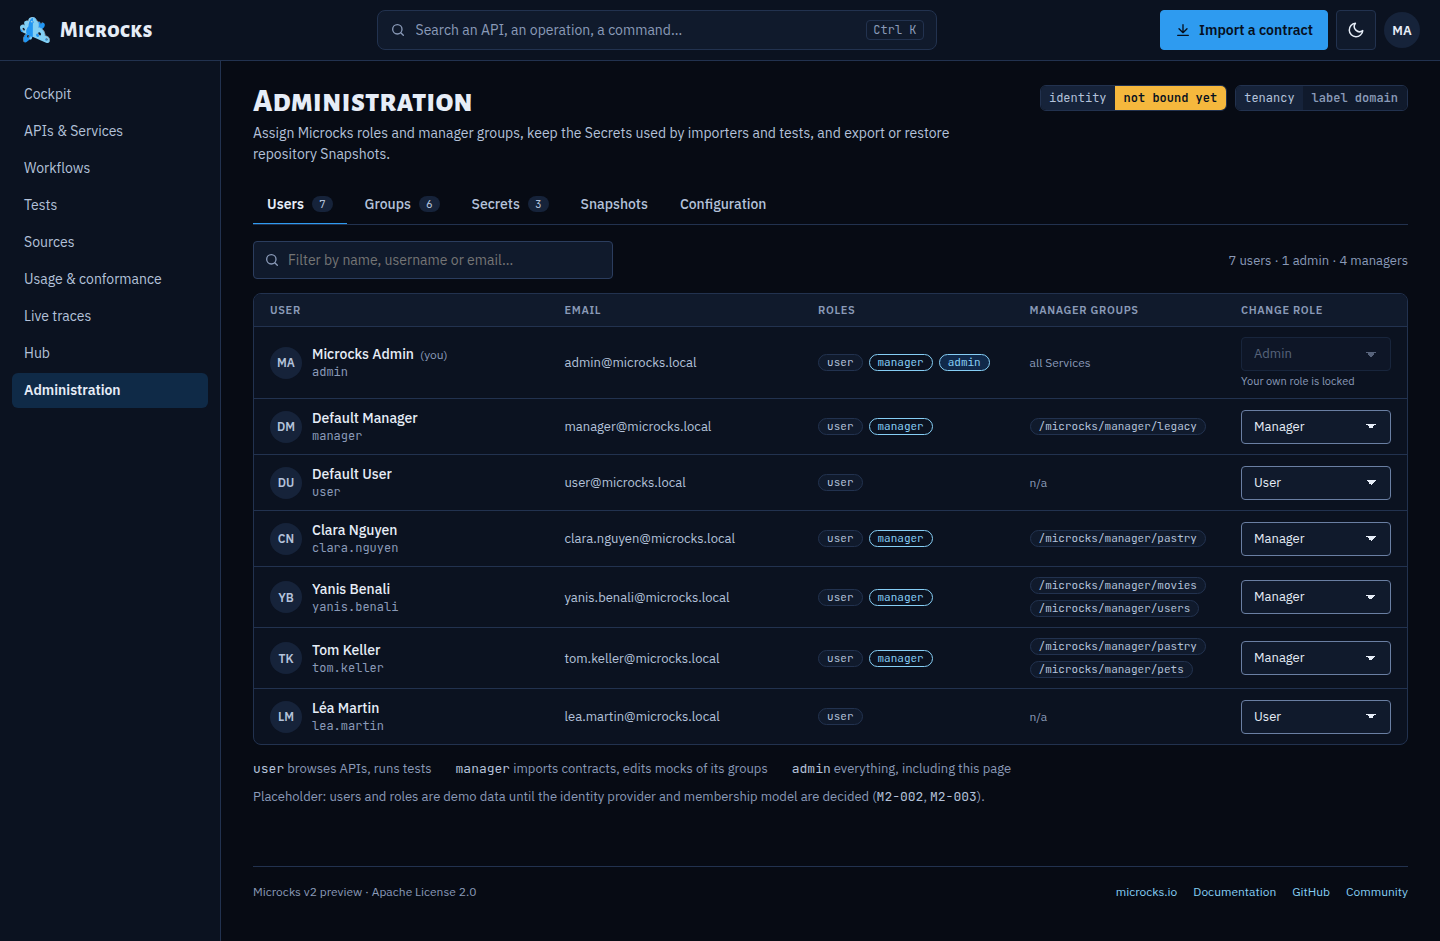 MICROCKS
Search an API, an operation, a command...
Ctrl K
Import a contract
MA
Cockpit
APIs & Services
Workflows
Tests
Sources
Usage & conformance
Live traces
Hub
Administration
ADMINISTRATION
identity not bound yet
tenancy label domain
Assign Microcks roles and manager groups, keep the Secrets used by importers and tests, and export or restore
repository Snapshots.
Users 7 Groups 6 Secrets 3 Snapshots Configuration
Filter by name, username or email...
7 users · 1 admin · 4 managers
USER EMAIL ROLES MANAGER GROUPS CHANGE ROLE
MA Microcks Admin (you)
admin
admin@microcks.local
user manager admin
all Services
Admin
Your own role is locked
DM Default Manager
manager
manager@microcks.local
user manager
/microcks/manager/legacy
Manager
DU Default User
user
user@microcks.local
user
n/a
User
CN Clara Nguyen
clara.nguyen
clara.nguyen@microcks.local
user manager
/microcks/manager/pastry
Manager
YB Yanis Benali
yanis.benali
yanis.benali@microcks.local
user manager
/microcks/manager/movies
/microcks/manager/users
Manager
TK Tom Keller
tom.keller
tom.keller@microcks.local
user manager
/microcks/manager/pastry
/microcks/manager/pets
Manager
LM Léa Martin
lea.martin
lea.martin@microcks.local
user
n/a
User
user browses APIs, runs tests manager imports contracts, edits mocks of its groups admin everything, including this page
Placeholder: users and roles are demo data until the identity provider and membership model are decided (M2-002, M2-003).
Microcks v2 preview · Apache License 2.0
microcks.io Documentation GitHub Community